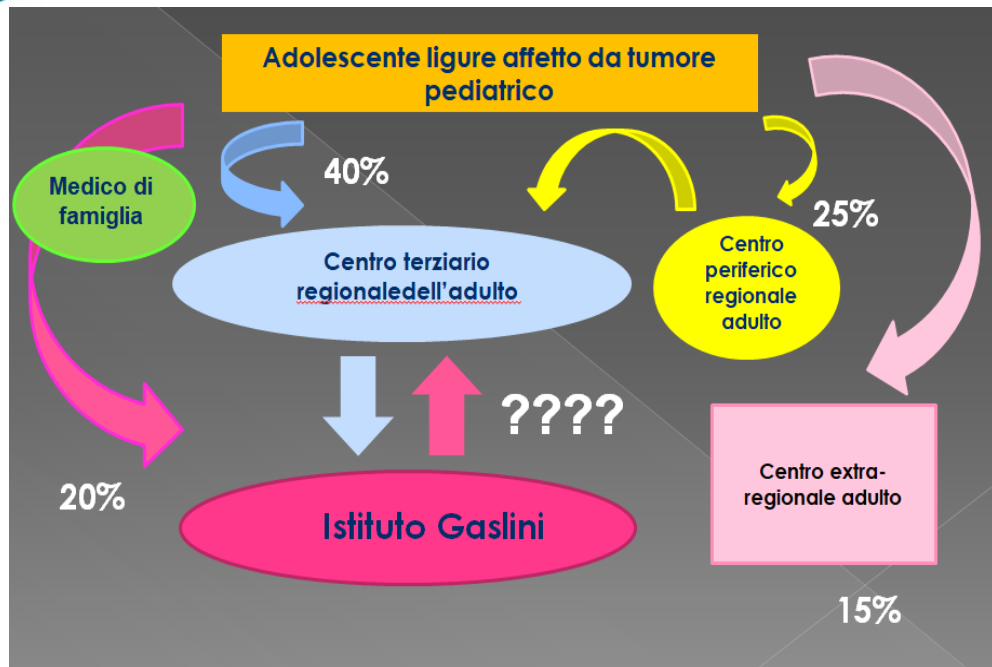 Adolescente ligure affetto da tumore
pediatrico
Medico di
famiglia
40%
25%
Centro terziario
regionaledell’adulto
Centro
periferico
regionale
adulto
????
20%
Istituto Gaslini
Centro extra-
regionale adulto
15%